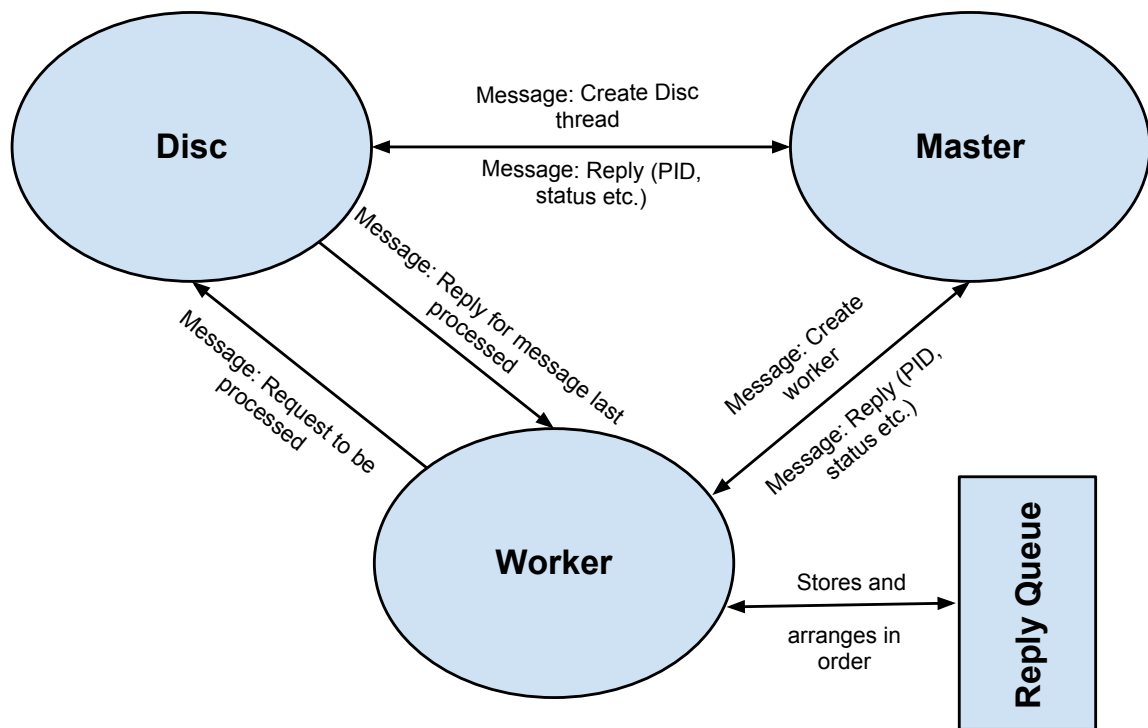 Disc
Message: Create Disc
thread
Message: Reply (PID,
status etc.)
Master
Message: Reply for message last
processed
Message: Request to be
processed
Message: Create
worker
Message: Reply (PID,
status etc.)
Worker
Stores and
arranges in
order
Reply Queue